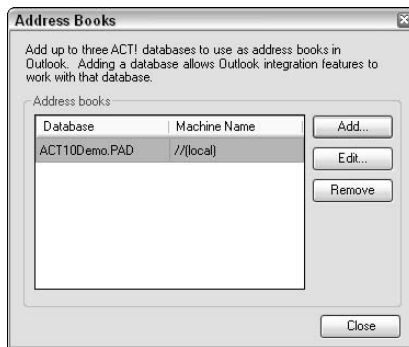 Address Books
Add up to three ACT! databases to use as address books in
Outlook. Adding a database allows Outlook integration features to
work with that database.
Address books
Database Machine Name
ACT10Demo.PAD //(local)
Add...
Edit...
Remove
Close